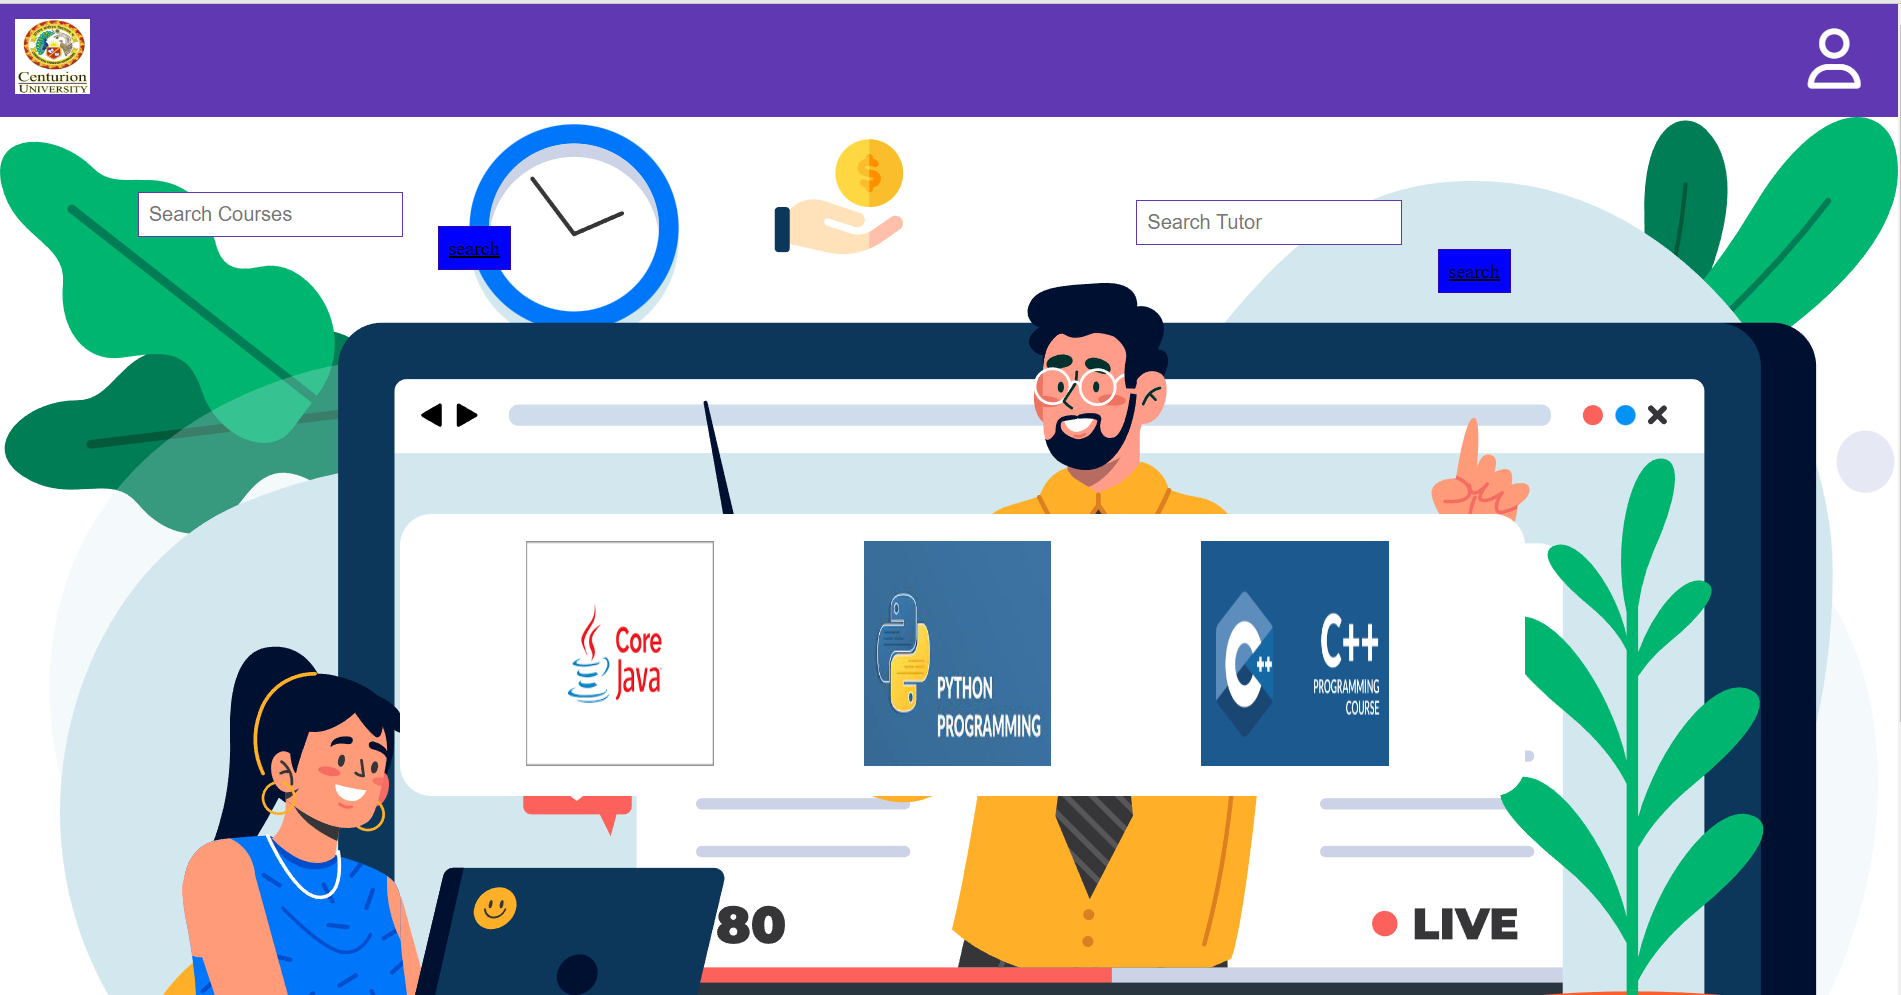 Centurion
UNIVERSITY
Search Courses
search
$
Search Tutor
search
Core
Java
PYTHON
PROGRAMMING
C
++
C++
PROGRAMMING
COURSE
80
LIVE